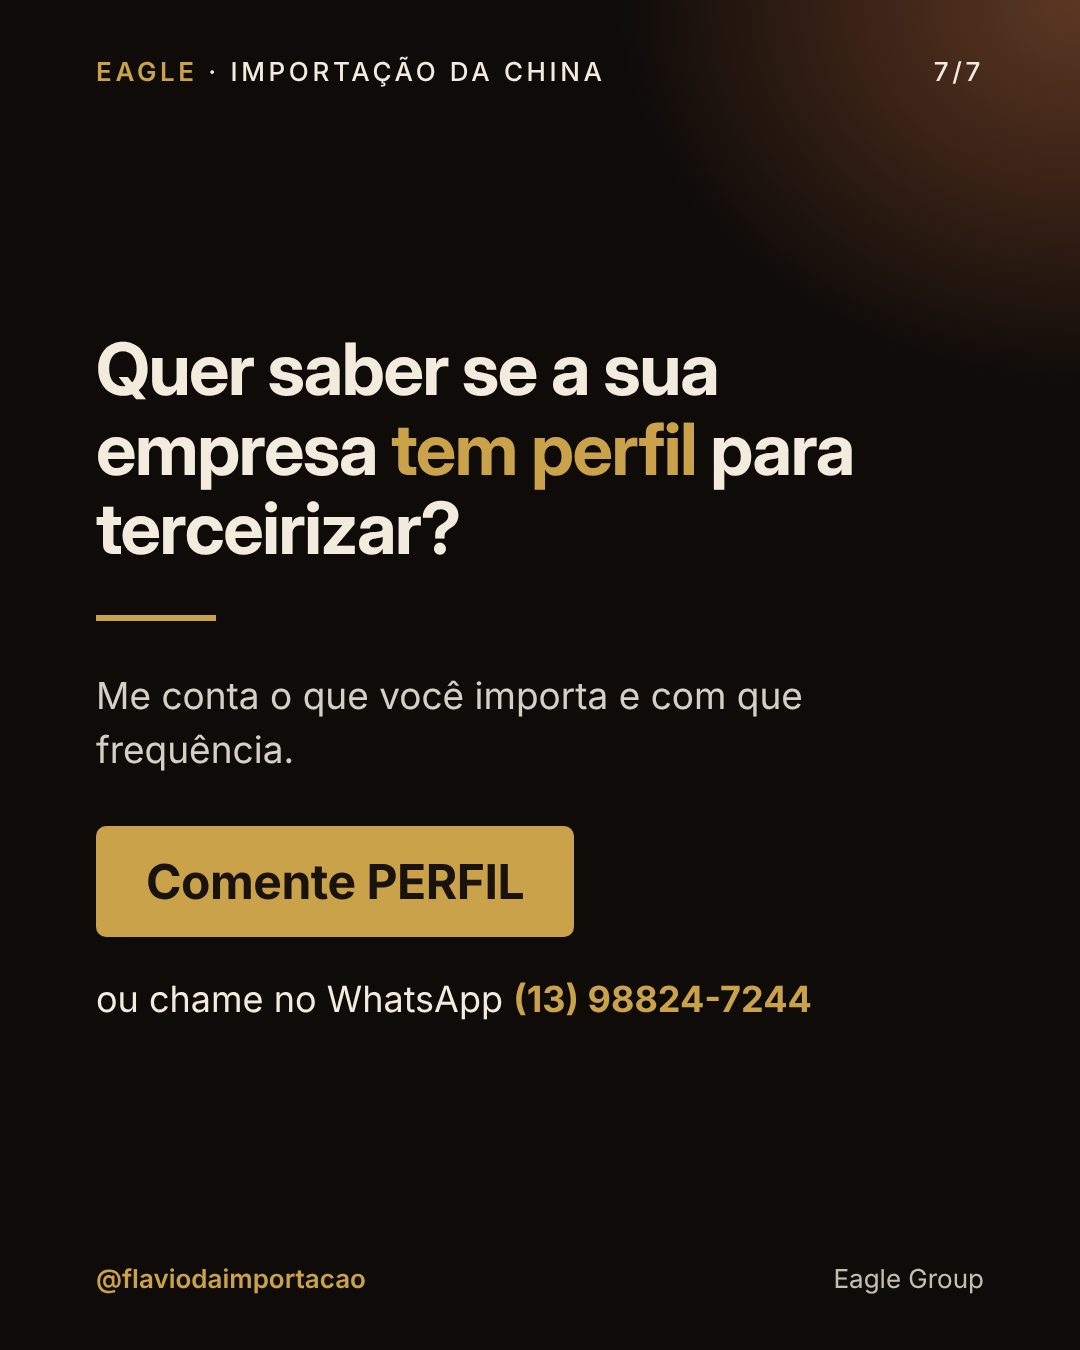 EAGLE · IMPORTAÇÃO DA CHINA
7/7
Quer saber se a sua
empresa tem perfil para
terceirizar?
Me conta o que você importa e com que
frequência.
Comente PERFIL
ou chame no WhatsApp (13) 98824-7244
@flaviodaimportacao
Eagle Group